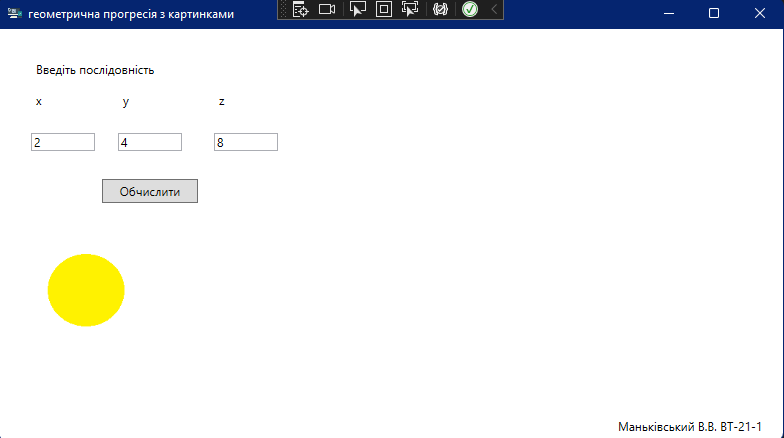 геометрична прогресія з картинками
Введіть послідовність
x y z
2 4 8
Обчислити
Маньківський В.В. ВТ-21-1